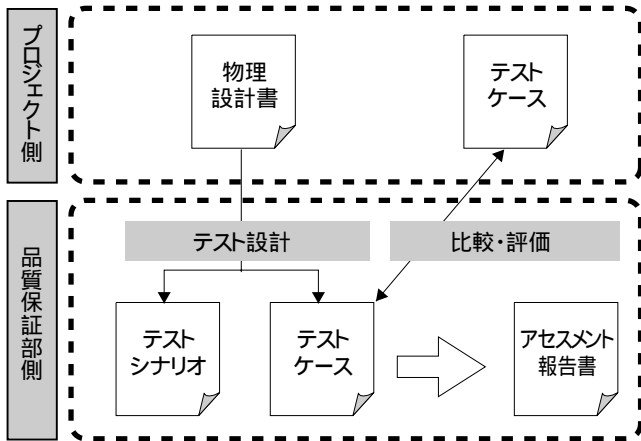 プロジェクト側
物理
設計書
テスト
ケース
品質保証部側
テスト設計
比較・評価
テスト
シナリオ
テスト
ケース
アセスメント
報告書